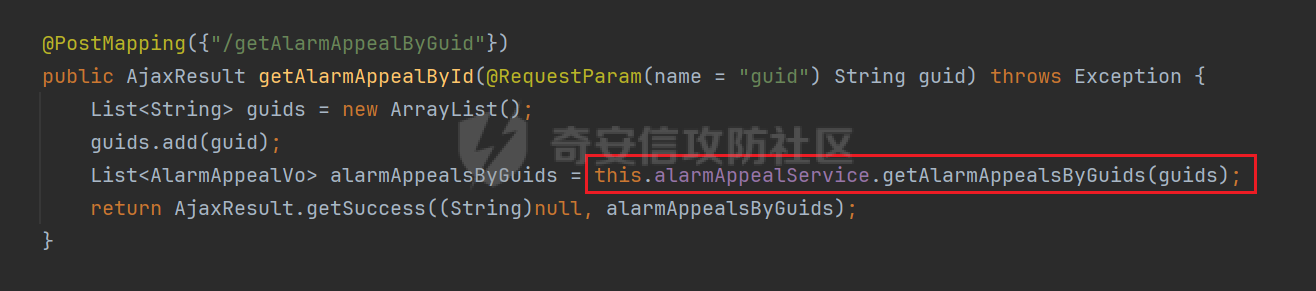 @PostMapping({"/getAlarmAppealByGuid"})
public AjaxResult getAlarmAppealById(@RequestParam(name = "guid") String guid) throws Exception {
List<String> guids = new ArrayList();
guids.add(guid);
奇安信攻防社区
List<AlarmAppealVo> alarmAppealsByGuids = this.alarmAppealService.getAlarmAppealsByGuids(guids);
return AjaxResult.getSuccess((String)null, alarmAppealsByGuids);
}